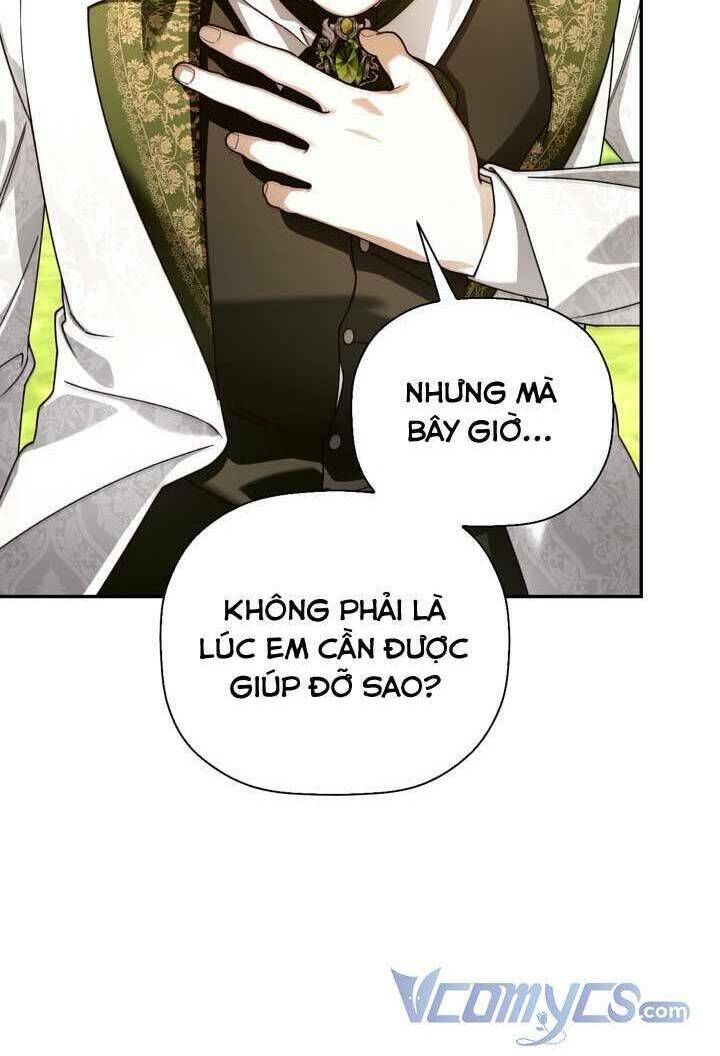 NHƯNG MÀ
BÂY GIỜ...
KHÔNG PHẢI LÀ
LÚC EM CẦN ĐƯỢC
GIÚP ĐỠ SAO?
VCOMYCS.com